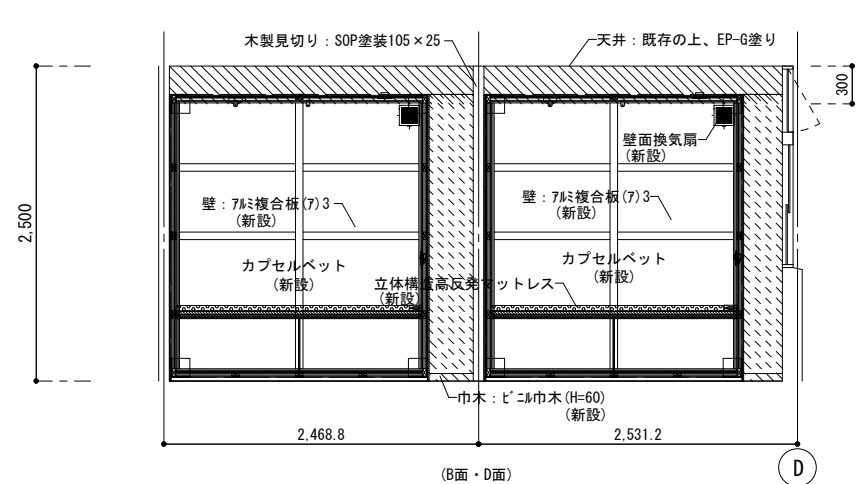 木製見切り：SOP塗装105×25
天井：既存の上、EP-G塗り
300
壁面換気扇
(新設)
2,500
壁：アルミ複合板(ア)3
(新設)
壁：アルミ複合板(ア)3
(新設)
カプセルベット
(新設)
カプセルベット
(新設)
立体構造高反発マットレス
(新設)
巾木：ビニル巾木(H=60)
(新設)
2,468.8
2,531.2
(B面・D面)
D